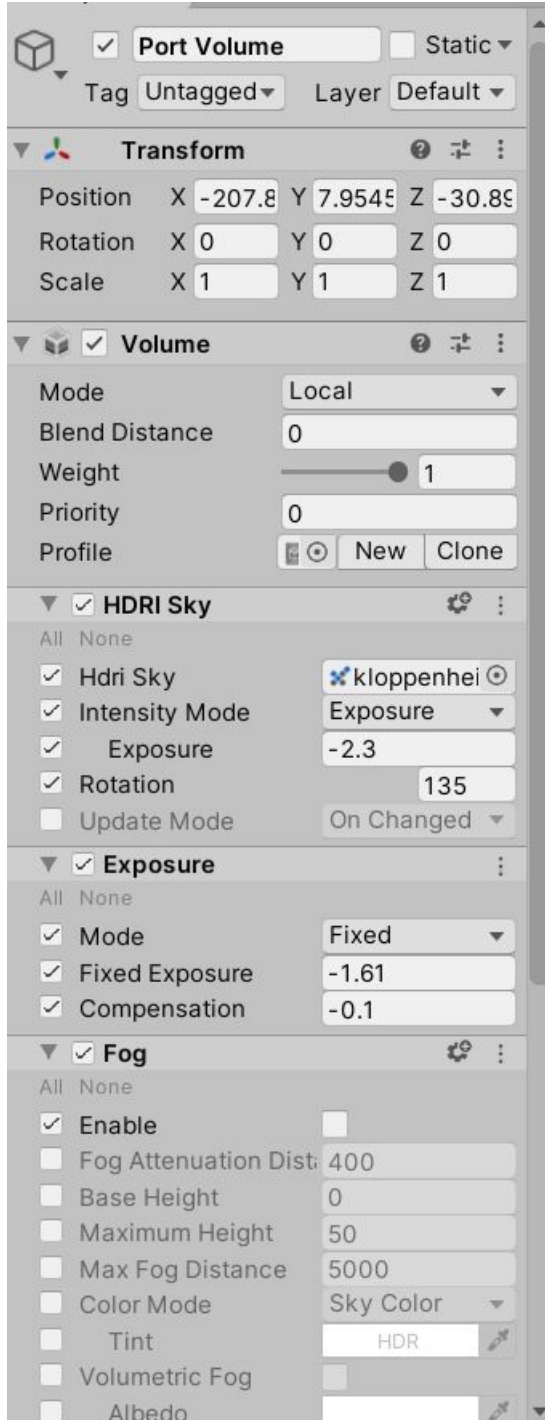 Port Volume Static
Tag Untagged Layer Default
Transform
Position X -207.8 Y 7.9545 Z -30.89
Rotation X 0 Y 0 Z 0
Scale X 1 Y 1 Z 1
Volume
Mode Local
Blend Distance 0
Weight 1
Priority 0
Profile New Clone
HDRI Sky
All None
Hdri Sky kloppenhei
Intensity Mode Exposure
Exposure -2.3
Rotation 135
Update Mode On Changed
Exposure
All None
Mode Fixed
Fixed Exposure -1.61
Compensation -0.1
Fog
All None
Enable
Fog Attenuation Dist 400
Base Height 0
Maximum Height 50
Max Fog Distance 5000
Color Mode Sky Color
Tint HDR
Volumetric Fog
Albedo